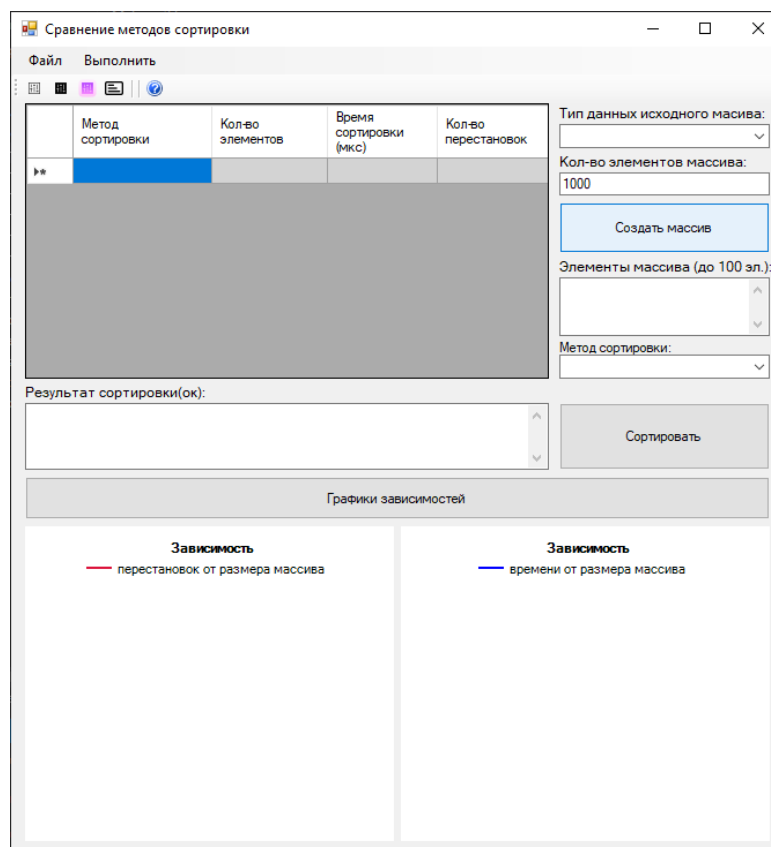 Сравнение методов сортировки
Файл Выполнить
Метод
сортировки
Кол-во
элементов
Время
сортировки
(мкс)
Кол-во
перестановок
Тип данных исходного масива:
Кол-во элементов массива:
1000
Создать массив
Элементы массива (до 100 эл.):
Метод сортировки:
Результат сортировки(ок):
Сортировать
Графики зависимостей
Зависимость
перестановок от размера массива
Зависимость
времени от размера массива